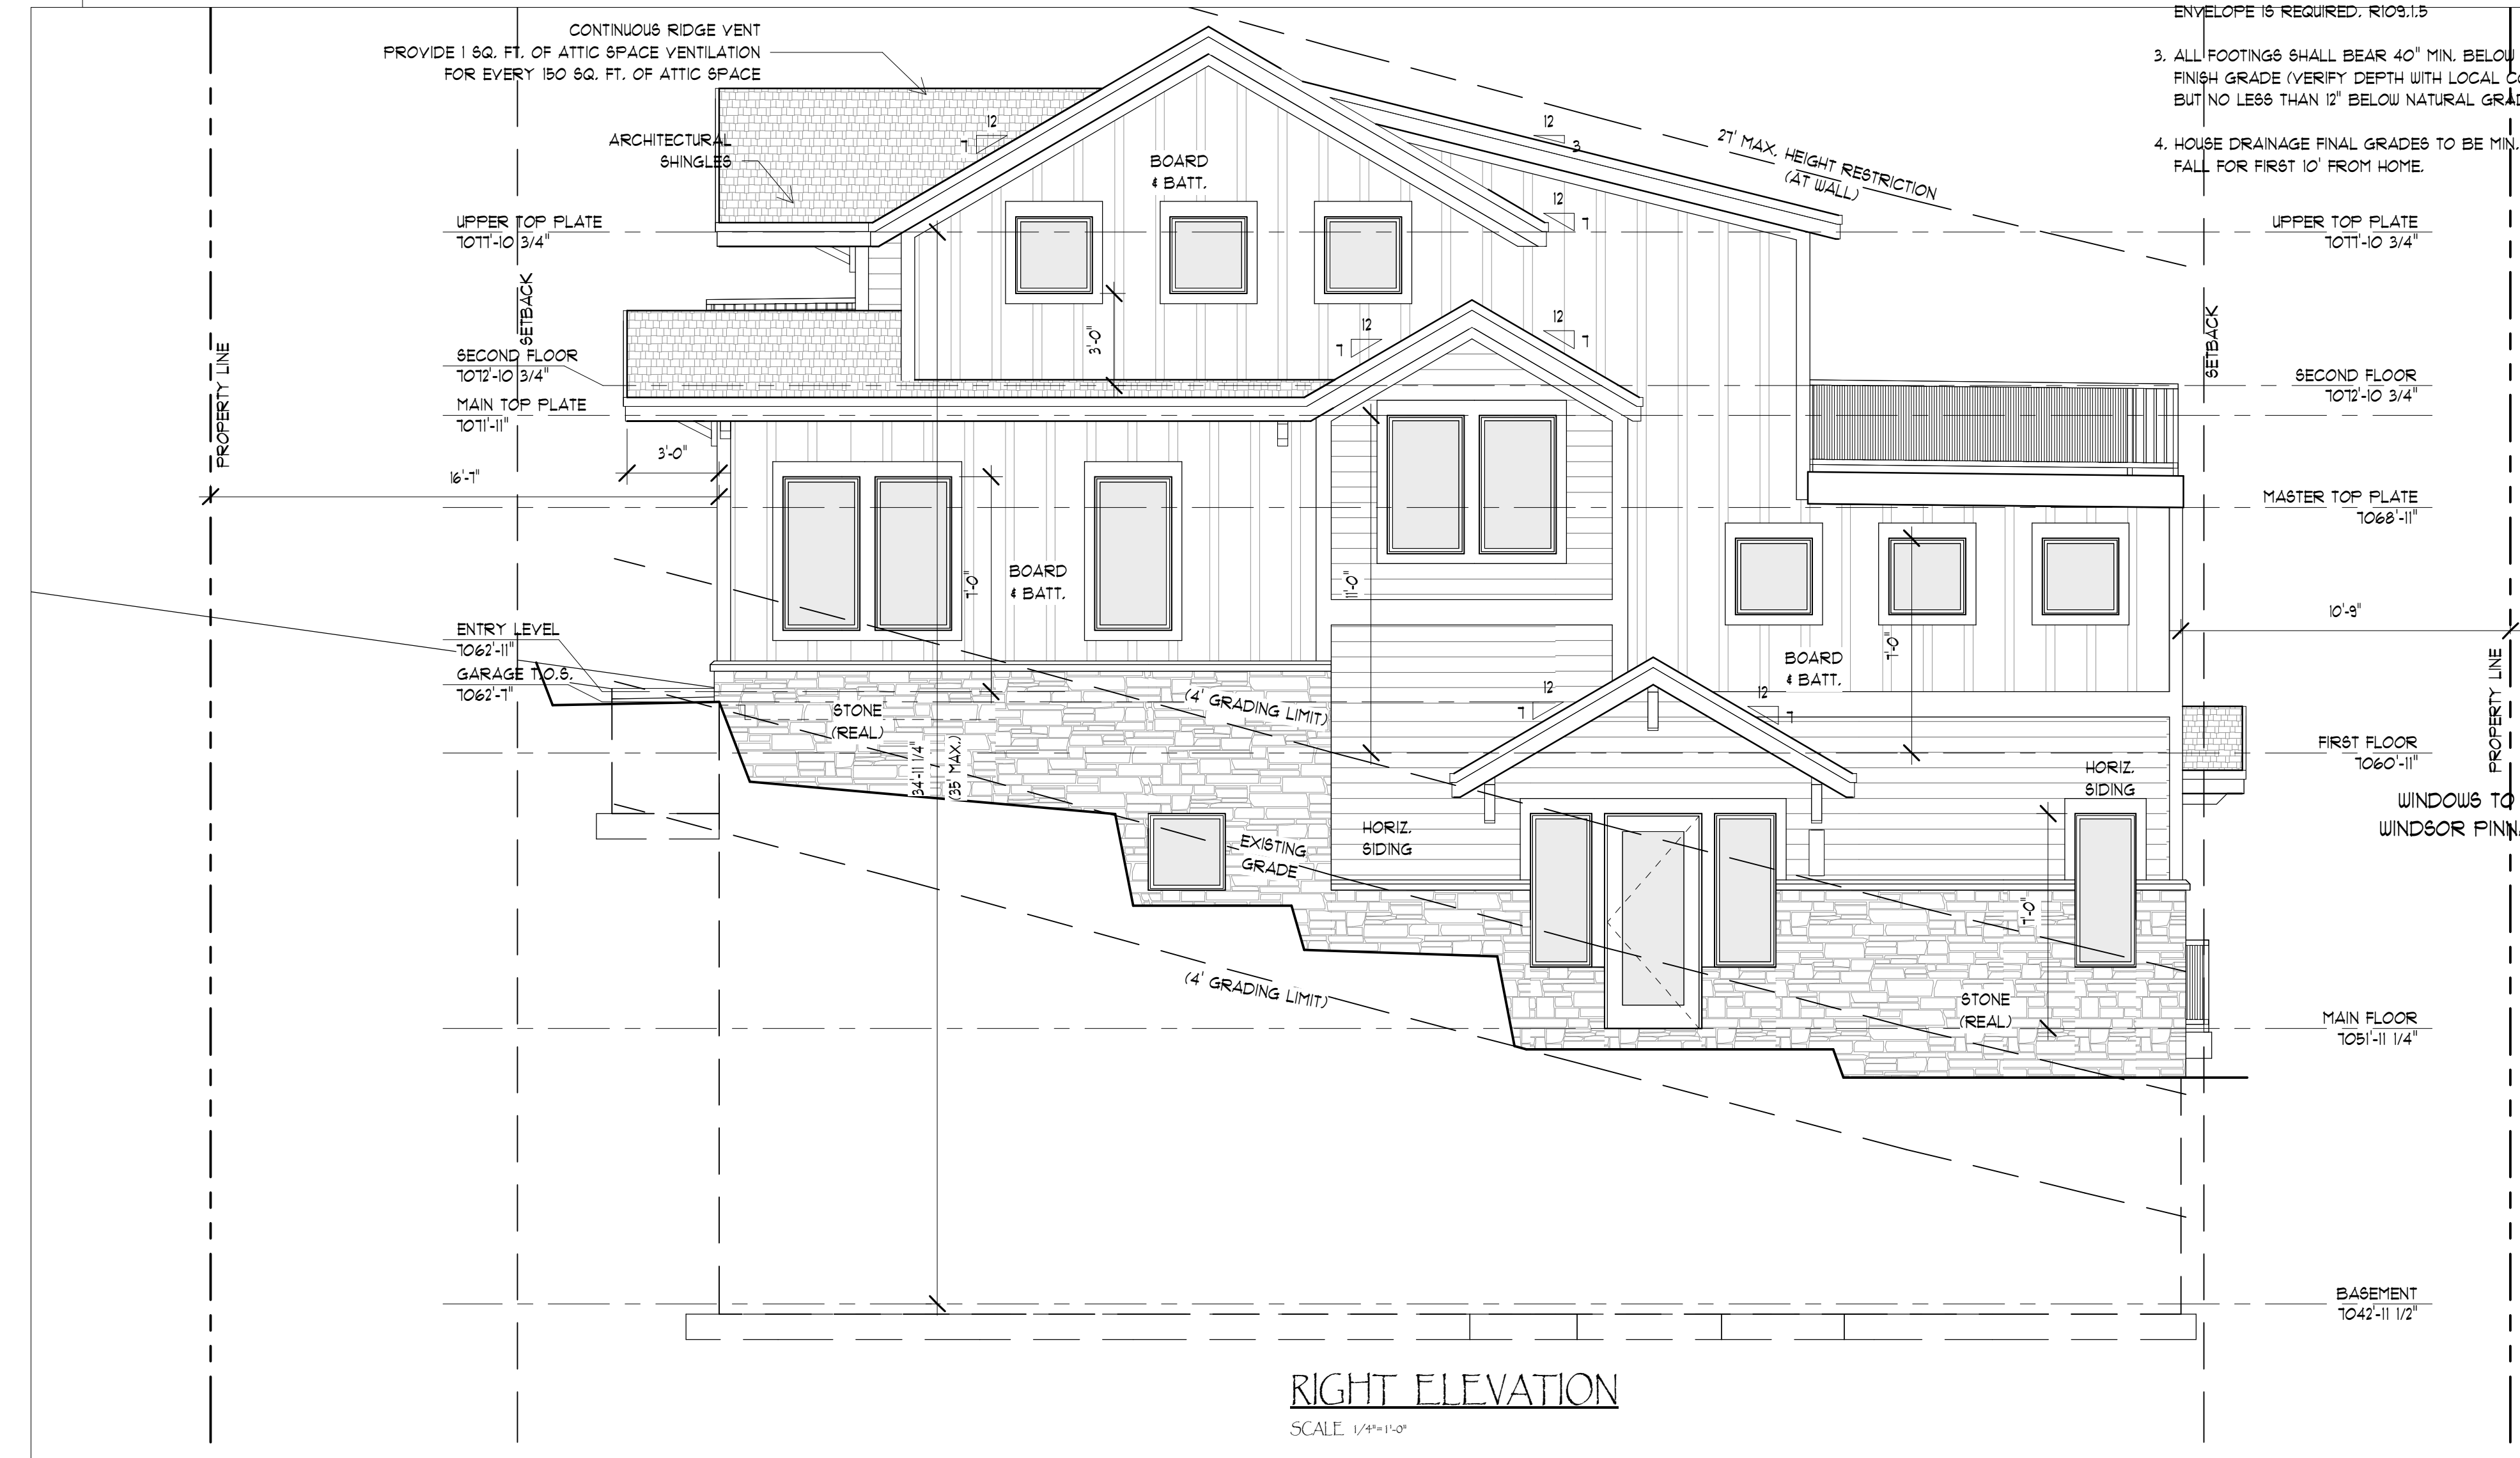 CONTINUOUS RIDGE VENT
PROVIDE 1 SQ. FT. OF ATTIC SPACE VENTILATION
FOR EVERY 150 SQ. FT. OF ATTIC SPACE
ARCHITECTURAL
SHINGLES
ENVELOPE IS REQUIRED. R109.1.5
3. ALL FOOTINGS SHALL BEAR 40" MIN. BELOW
FINISH GRADE (VERIFY DEPTH WITH LOCAL
BUT NO LESS THAN 12" BELOW NATURAL
4. HOUSE DRAINAGE FINAL GRADES TO BE MIN.
FALL FOR FIRST 10' FROM HOME.
27' MAX. HEIGHT RESTRICTION
(AT WALL)
12
7
12
3
12
7
BOARD
& BATT.
UPPER TOP PLATE
7077'-10 3/4"
UPPER TOP PLATE
7077'-10 3/4"
SETBACK
SETBACK
PROPERTY LINE
3'-0"
12
7
12
7
SECOND FLOOR
7072'-10 3/4"
SECOND FLOOR
7072'-10 3/4"
MAIN TOP PLATE
7071'-11"
3'-0"
16'-7"
MASTER TOP PLATE
7068'-11"
7'-0"
BOARD
& BATT.
11'-0"
7'-0"
10'-9"
ENTRY LEVEL
7062'-11"
GARAGE T.O.S.
7062'-7"
BOARD
& BATT.
PROPERTY LINE
STONE
(REAL)
(4' GRADING LIMIT)
12
7
12
7
34'-11 1/4"
(35' MAX.)
FIRST FLOOR
7060'-11"
HORIZ.
SIDING
WINDOWS TO
WINDSOR
HORIZ.
SIDING
EXISTING
GRADE
7'-0"
(4' GRADING LIMIT)
STONE
(REAL)
MAIN FLOOR
7051'-11 1/4"
BASEMENT
7042'-11 1/2"
RIGHT ELEVATION
SCALE 1/4"=1'-0"